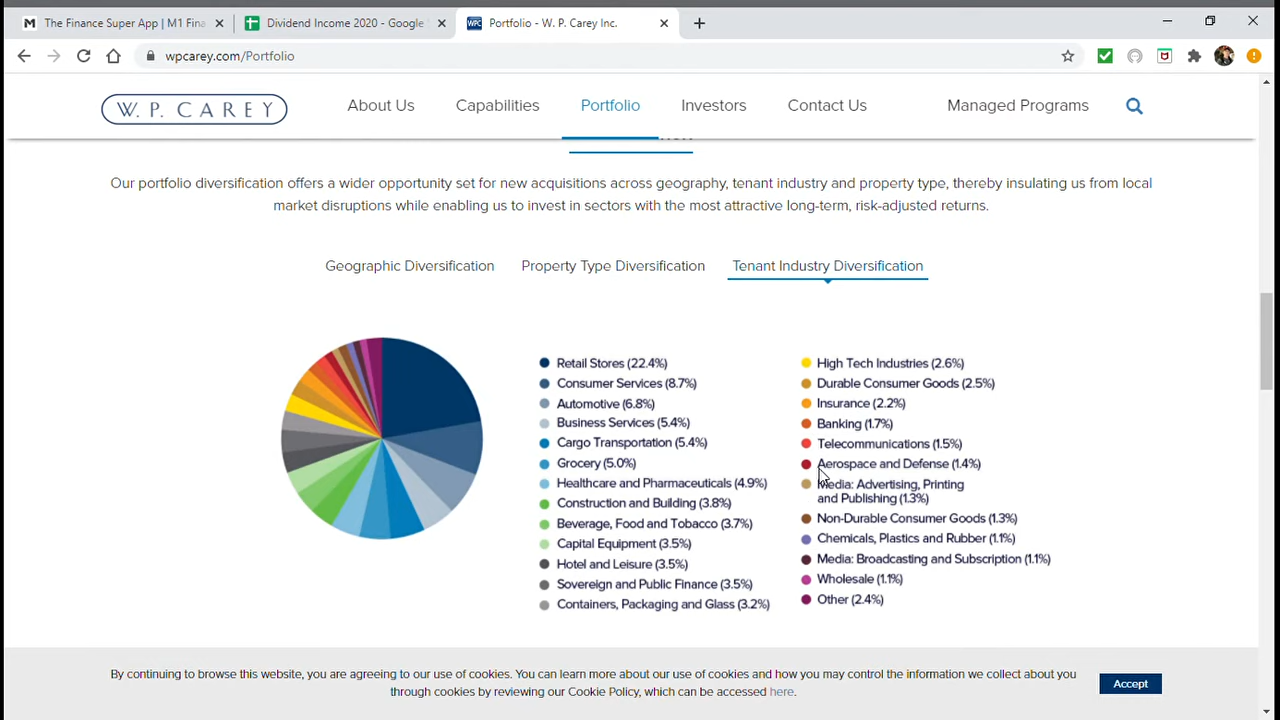 The Finance Super App | M1 Fina
Dividend Income 2020 - Google
Portfolio - W. P. Carey Inc.
wpcarey.com/Portfolio
W. P. CAREY
About Us
Capabilities
Portfolio
Investors
Contact Us
Managed Programs
Our portfolio diversification offers a wider opportunity set for new acquisitions across geography, tenant industry and property type, thereby insulating us from local
market disruptions while enabling us to invest in sectors with the most attractive long-term, risk-adjusted returns.
Geographic Diversification
Property Type Diversification
Tenant Industry Diversification
Retail Stores (22.4%)
Consumer Services (8.7%)
Automotive (6.8%)
Business Services (5.4%)
Cargo Transportation (5.4%)
Grocery (5.0%)
Healthcare and Pharmaceuticals (4.9%)
Construction and Building (3.8%)
Beverage, Food and Tobacco (3.7%)
Capital Equipment (3.5%)
Hotel and Leisure (3.5%)
Sovereign and Public Finance (3.5%)
Containers, Packaging and Glass (3.2%)
High Tech Industries (2.6%)
Durable Consumer Goods (2.5%)
Insurance (2.2%)
Banking (1.7%)
Telecommunications (1.5%)
Aerospace and Defense (1.4%)
Media: Advertising, Printing
and Publishing (1.3%)
Non-Durable Consumer Goods (1.3%)
Chemicals, Plastics and Rubber (1.1%)
Media: Broadcasting and Subscription (1.1%)
Wholesale (1.1%)
Other (2.4%)
By continuing to browse this website, you are agreeing to our use of cookies. You can learn more about our use of cookies and how you may control the information we collect about you
through cookies by reviewing our Cookie Policy, which can be accessed here.
Accept